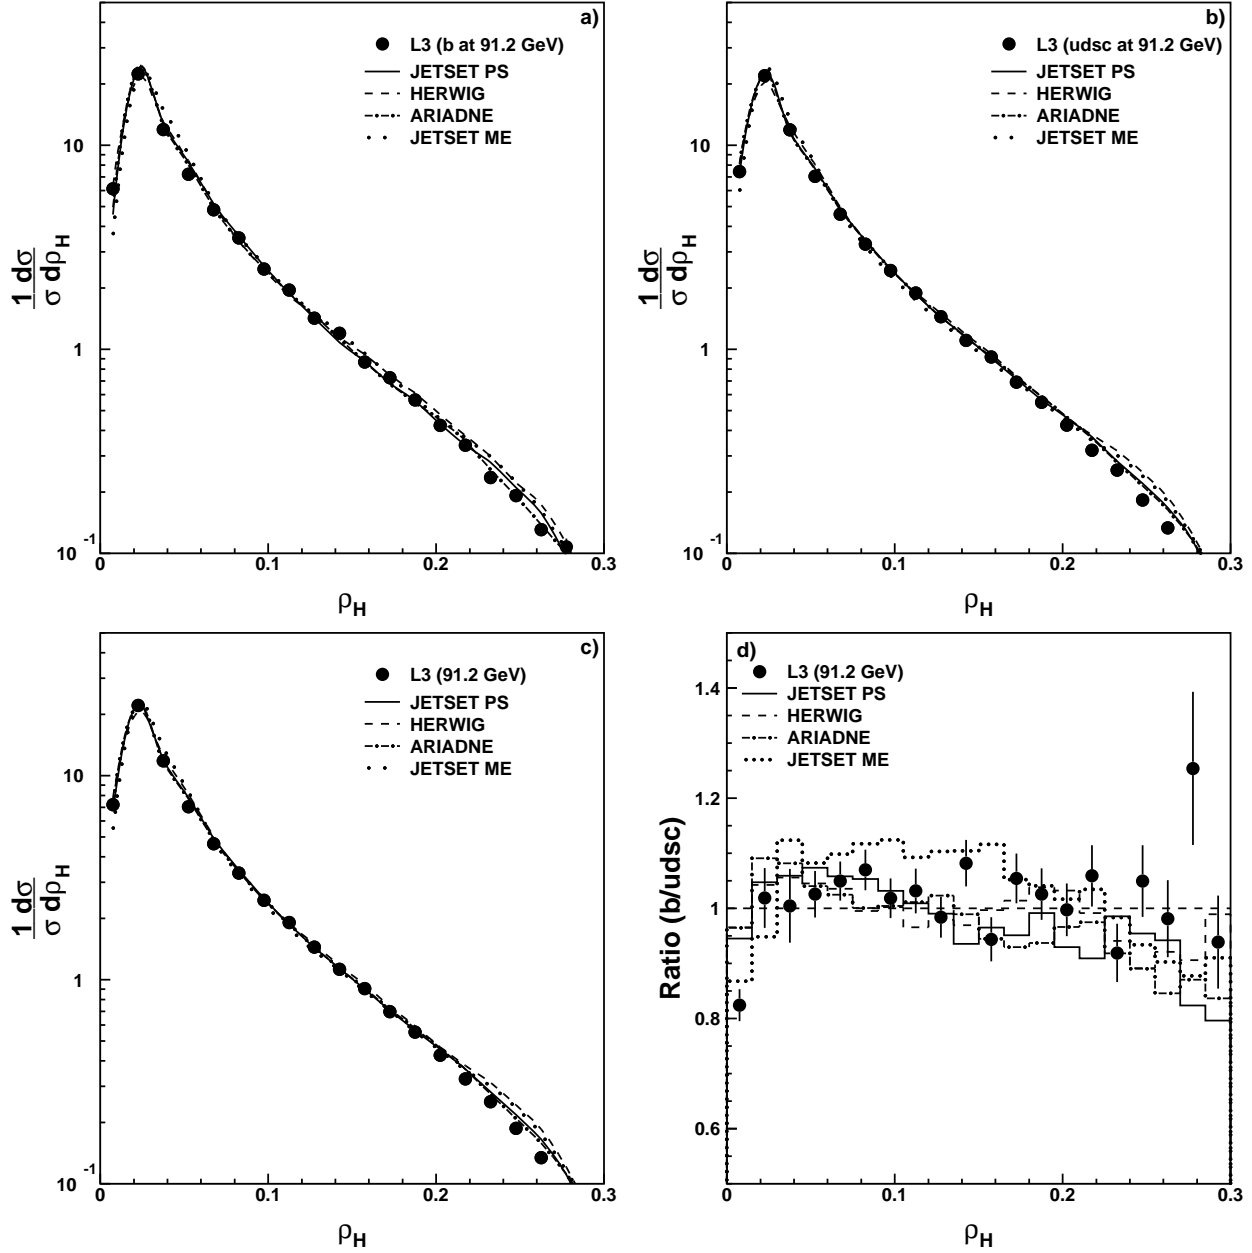 a)
L3 (b at 91.2 GeV)
JETSET PS
HERWIG
ARIADNE
JETSET ME
10
1
10 -1
1 dσ
σ dρH
0 0.1 0.2 0.3
ρH
b)
L3 (udsc at 91.2 GeV)
JETSET PS
HERWIG
ARIADNE
JETSET ME
10
1
10 -1
1 dσ
σ dρH
0 0.1 0.2 0.3
ρH
c)
L3 (91.2 GeV)
JETSET PS
HERWIG
ARIADNE
JETSET ME
10
1
10 -1
1 dσ
σ dρH
0 0.1 0.2 0.3
ρH
d)
L3 (91.2 GeV)
JETSET PS
HERWIG
ARIADNE
JETSET ME
1.4
1.2
1
0.8
0.6
Ratio (b/udsc)
0 0.1 0.2 0.3
ρH